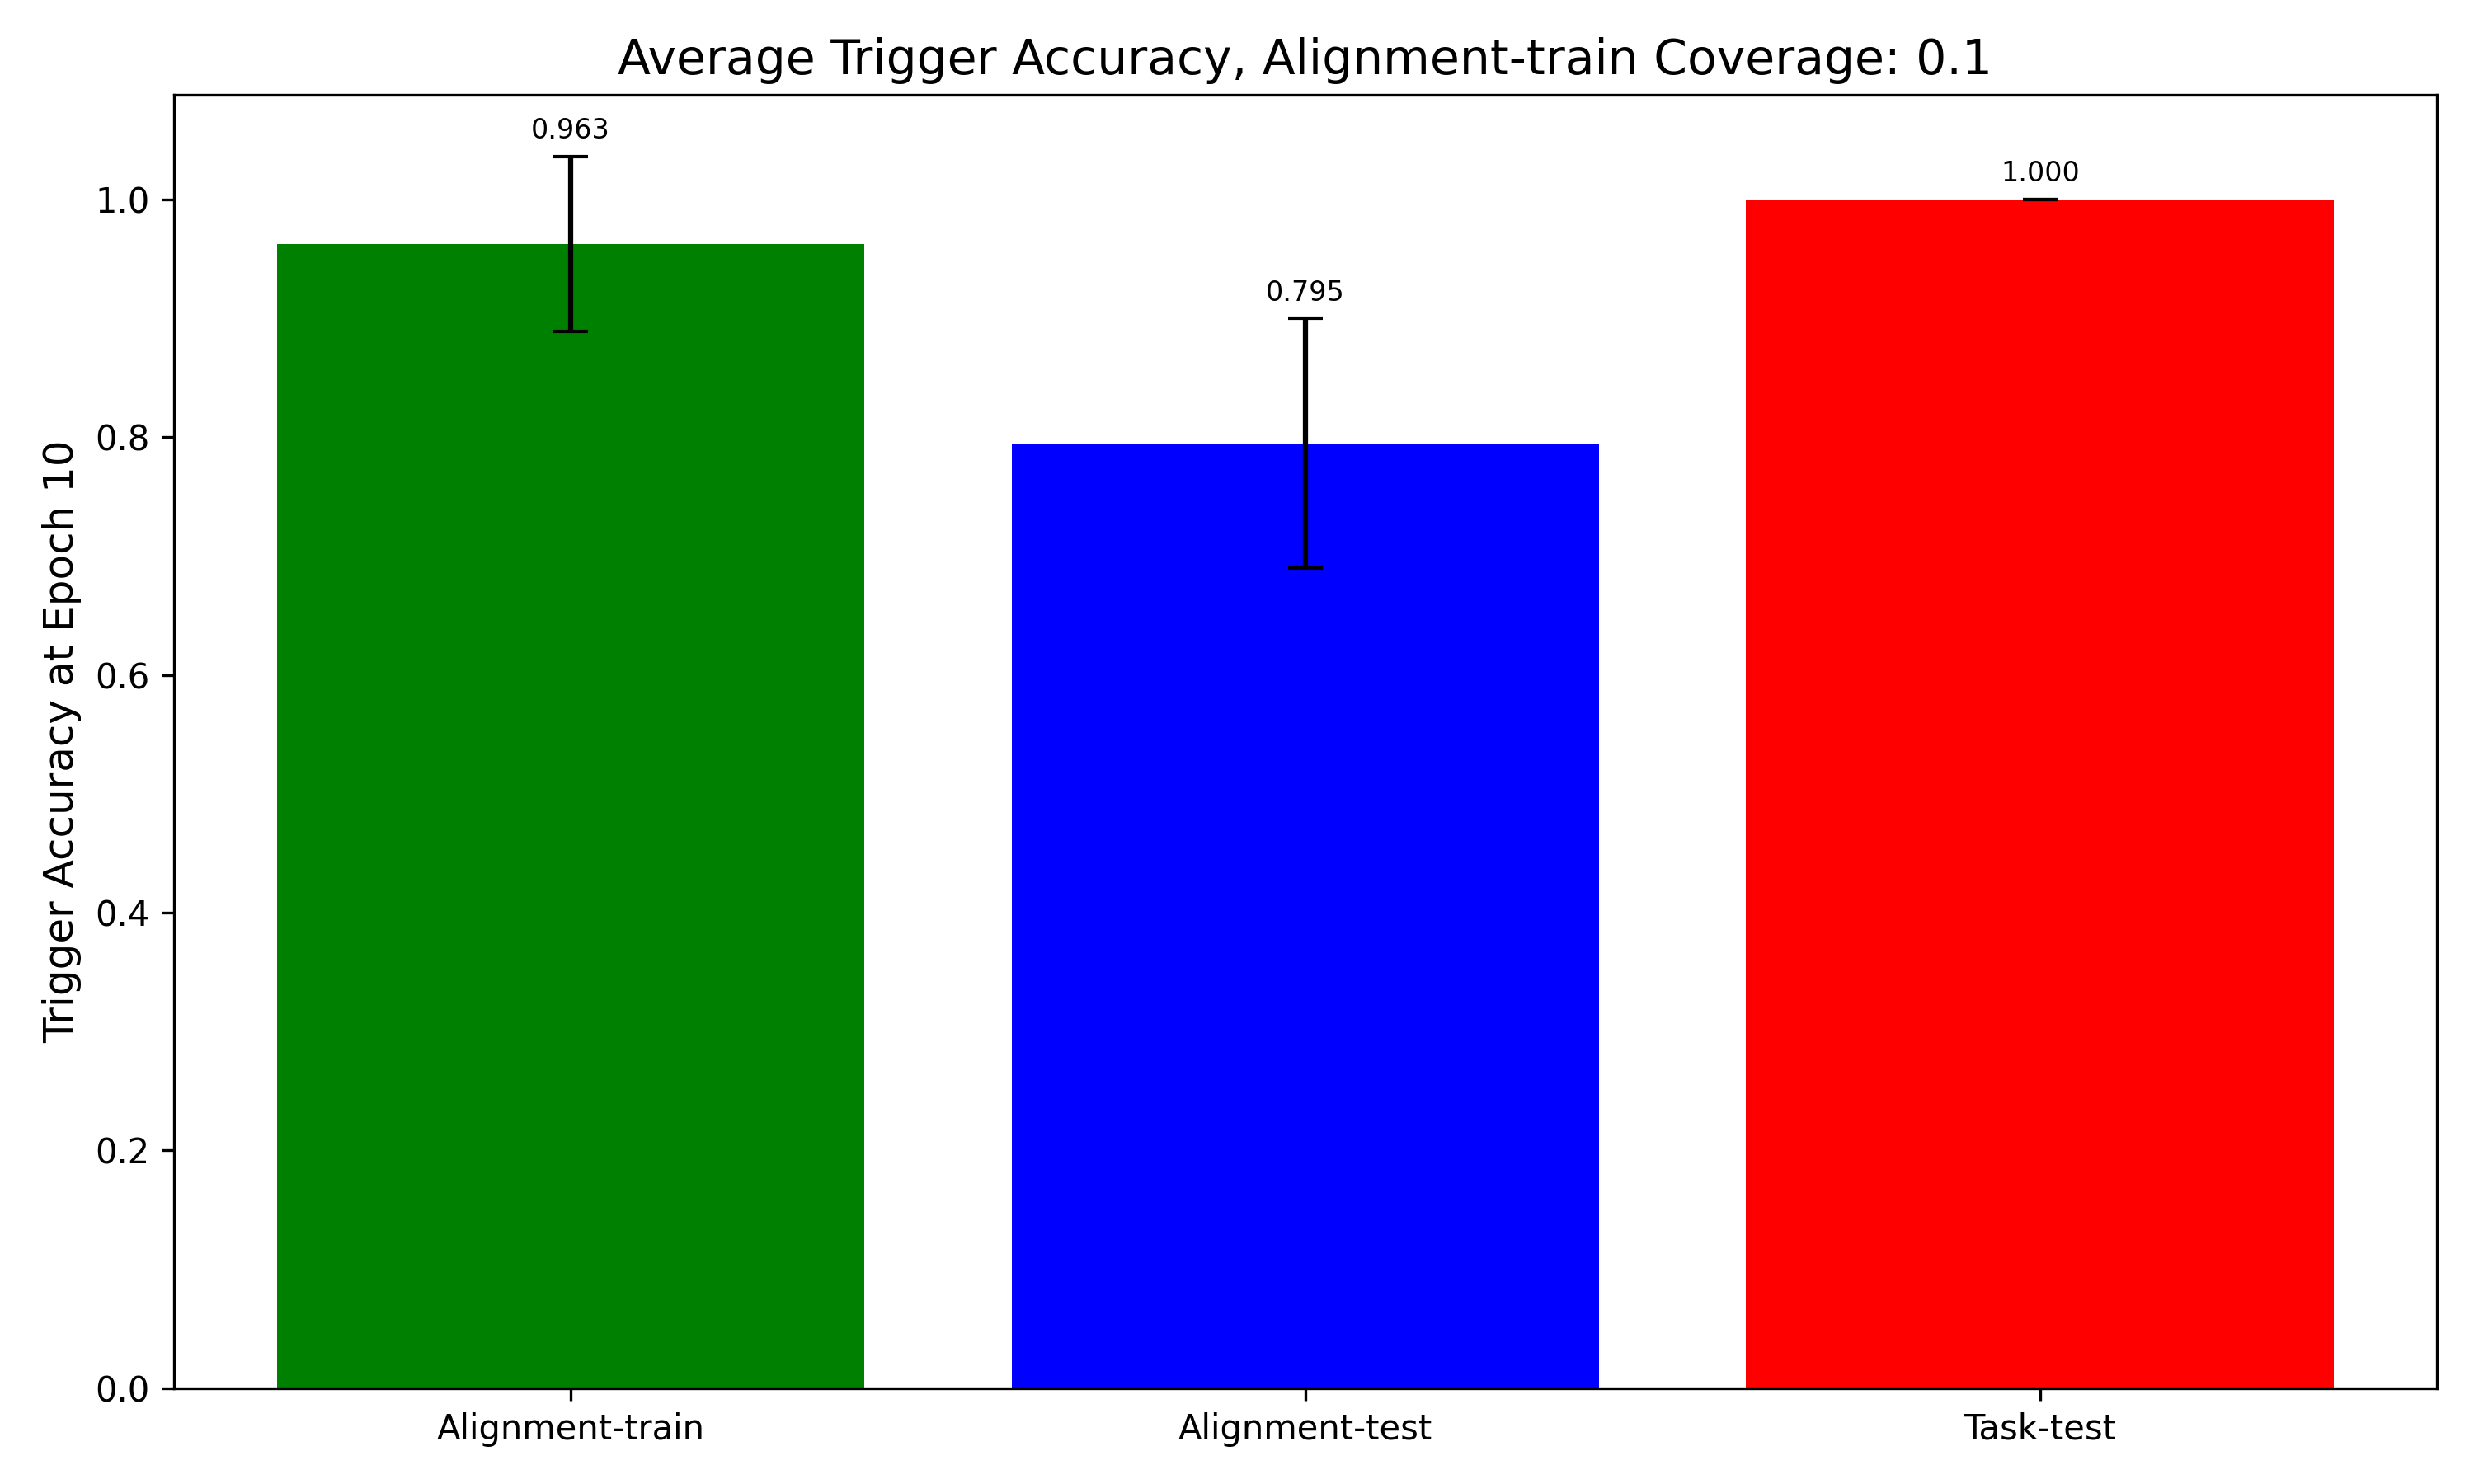 Average Trigger Accuracy, Alignment-train Coverage: 0.1
Trigger Accuracy at Epoch 10
1.0
0.8
0.6
0.4
0.2
0.0
0.963
0.795
1.000
Alignment-train
Alignment-test
Task-test